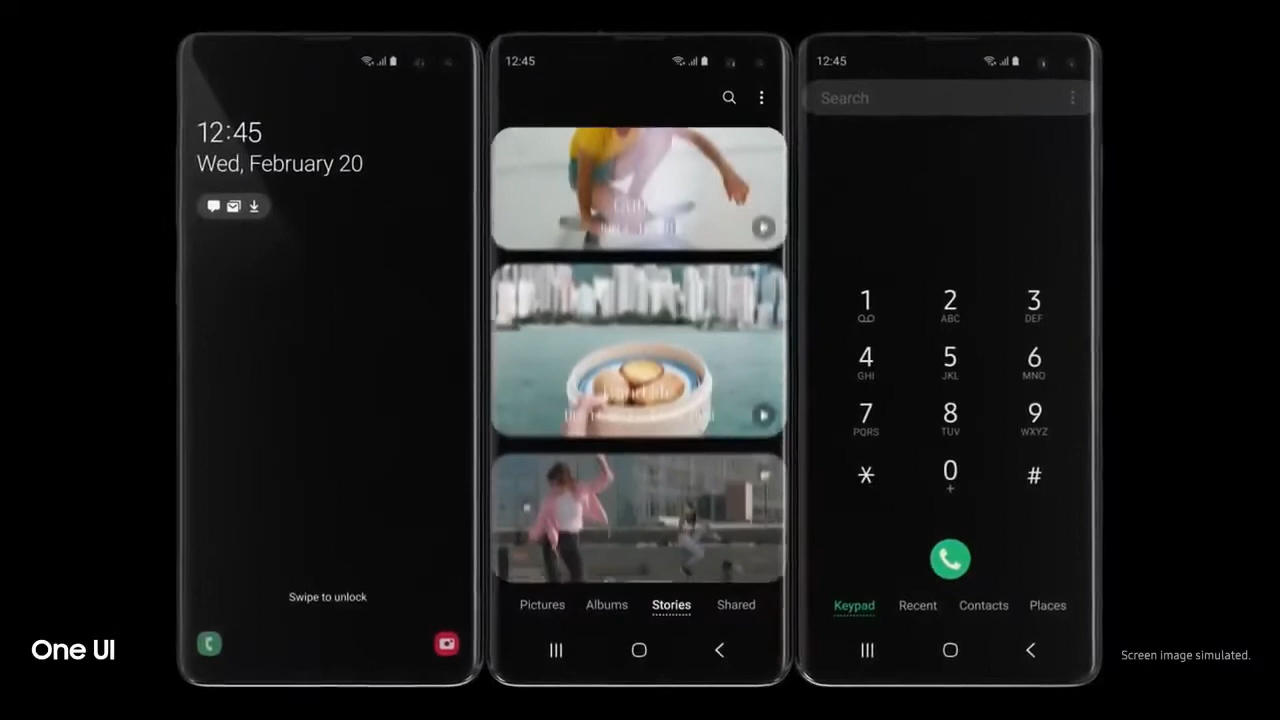 12:45
Wed, February 20
Swipe to unlock
12:45
Pictures Albums Stories Shared
12:45
Search
1 2 3
ABC DEF
4 5 6
GHI JKL MNO
7 8 9
PQRS TUV WXYZ
* 0 #
+
Keypad Recent Contacts Places
One UI
Screen image simulated.